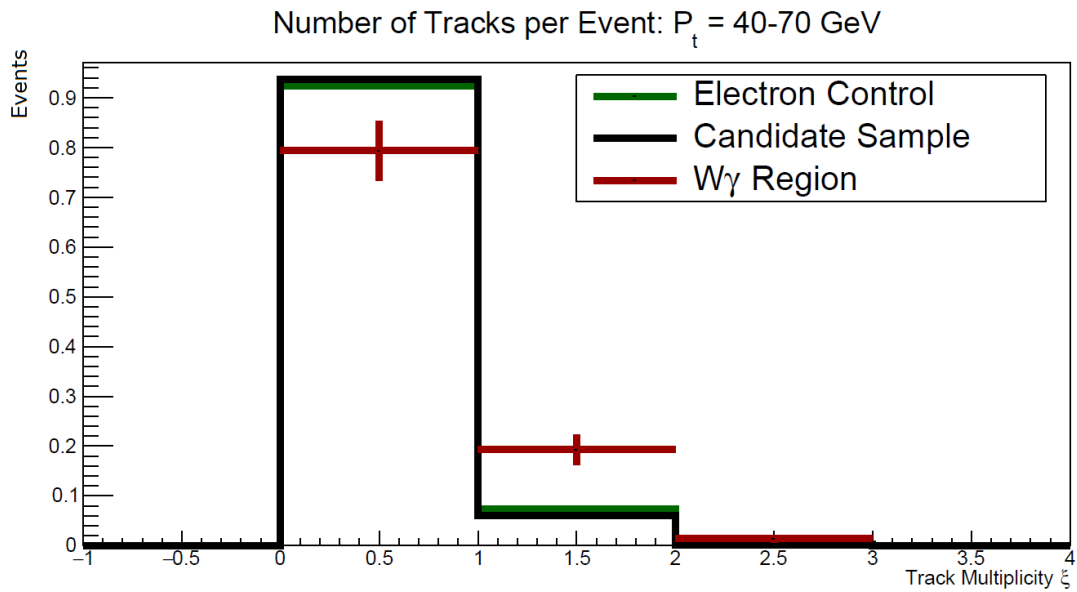 Number of Tracks per Event: P_t = 40-70 GeV
Events
Electron Control
Candidate Sample
Wγ Region
0.9
0.8
0.7
0.6
0.5
0.4
0.3
0.2
0.1
0
−1 −0.5 0 0.5 1 1.5 2 2.5 3 3.5 4
Track Multiplicity ξ